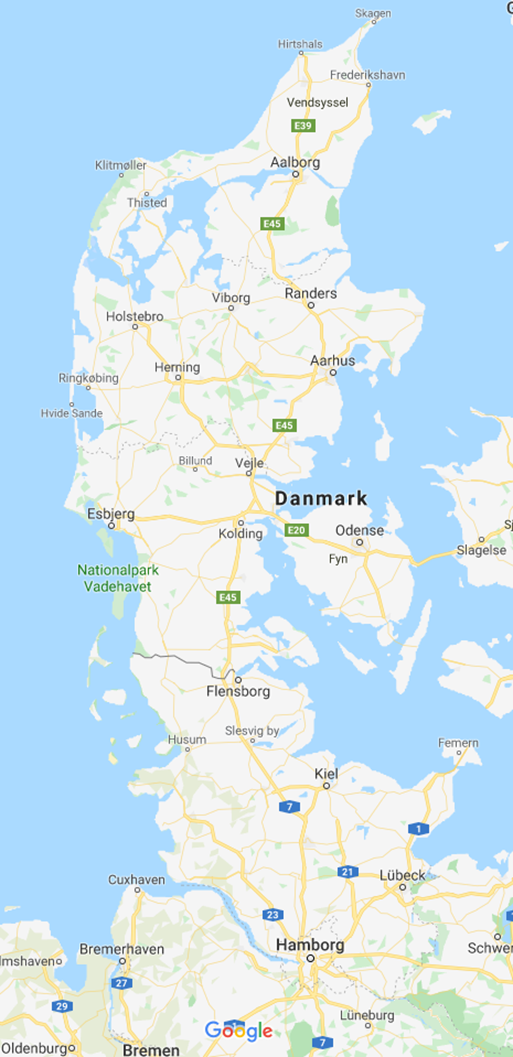 Skagen
Hirtshals
Frederikshavn
Vendsyssel
E39
Aalborg
Klitmøller
Thisted
E45
Viborg
Randers
Holstebro
Aarhus
Herning
Ringkøbing
Hvide Sande
E45
Billund
Vejle
Danmark
Esbjerg
Kolding
E20
Odense
Slagelse
Fyn
Nationalpark
Vadehavet
E45
Flensborg
Slesvig by
Husum
Femern
Kiel
7
1
21
Lübeck
Cuxhaven
23
Hamborg
Bremerhaven
27
29
Google
Lüneburg
7
Oldenburg
Bremen